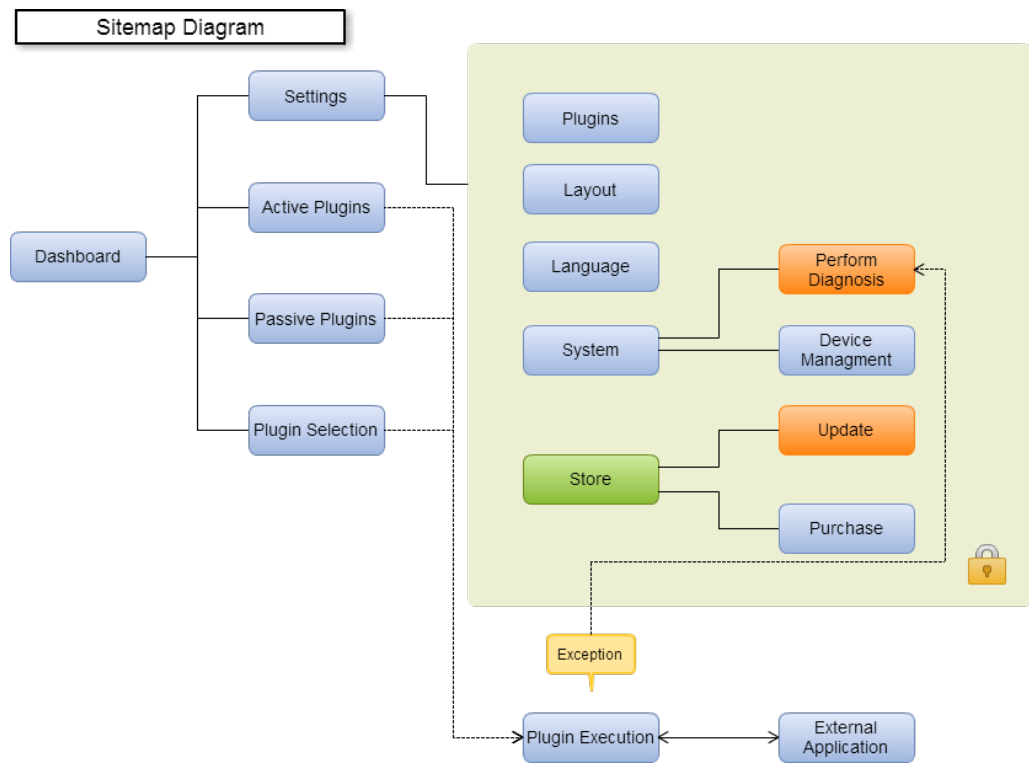 Sitemap Diagram
Settings
Plugins
Layout
Active Plugins
Dashboard
Language
Perform
Diagnosis
Passive Plugins
System
Device
Managment
Plugin Selection
Update
Store
Purchase
Exception
Plugin Execution
External
Application